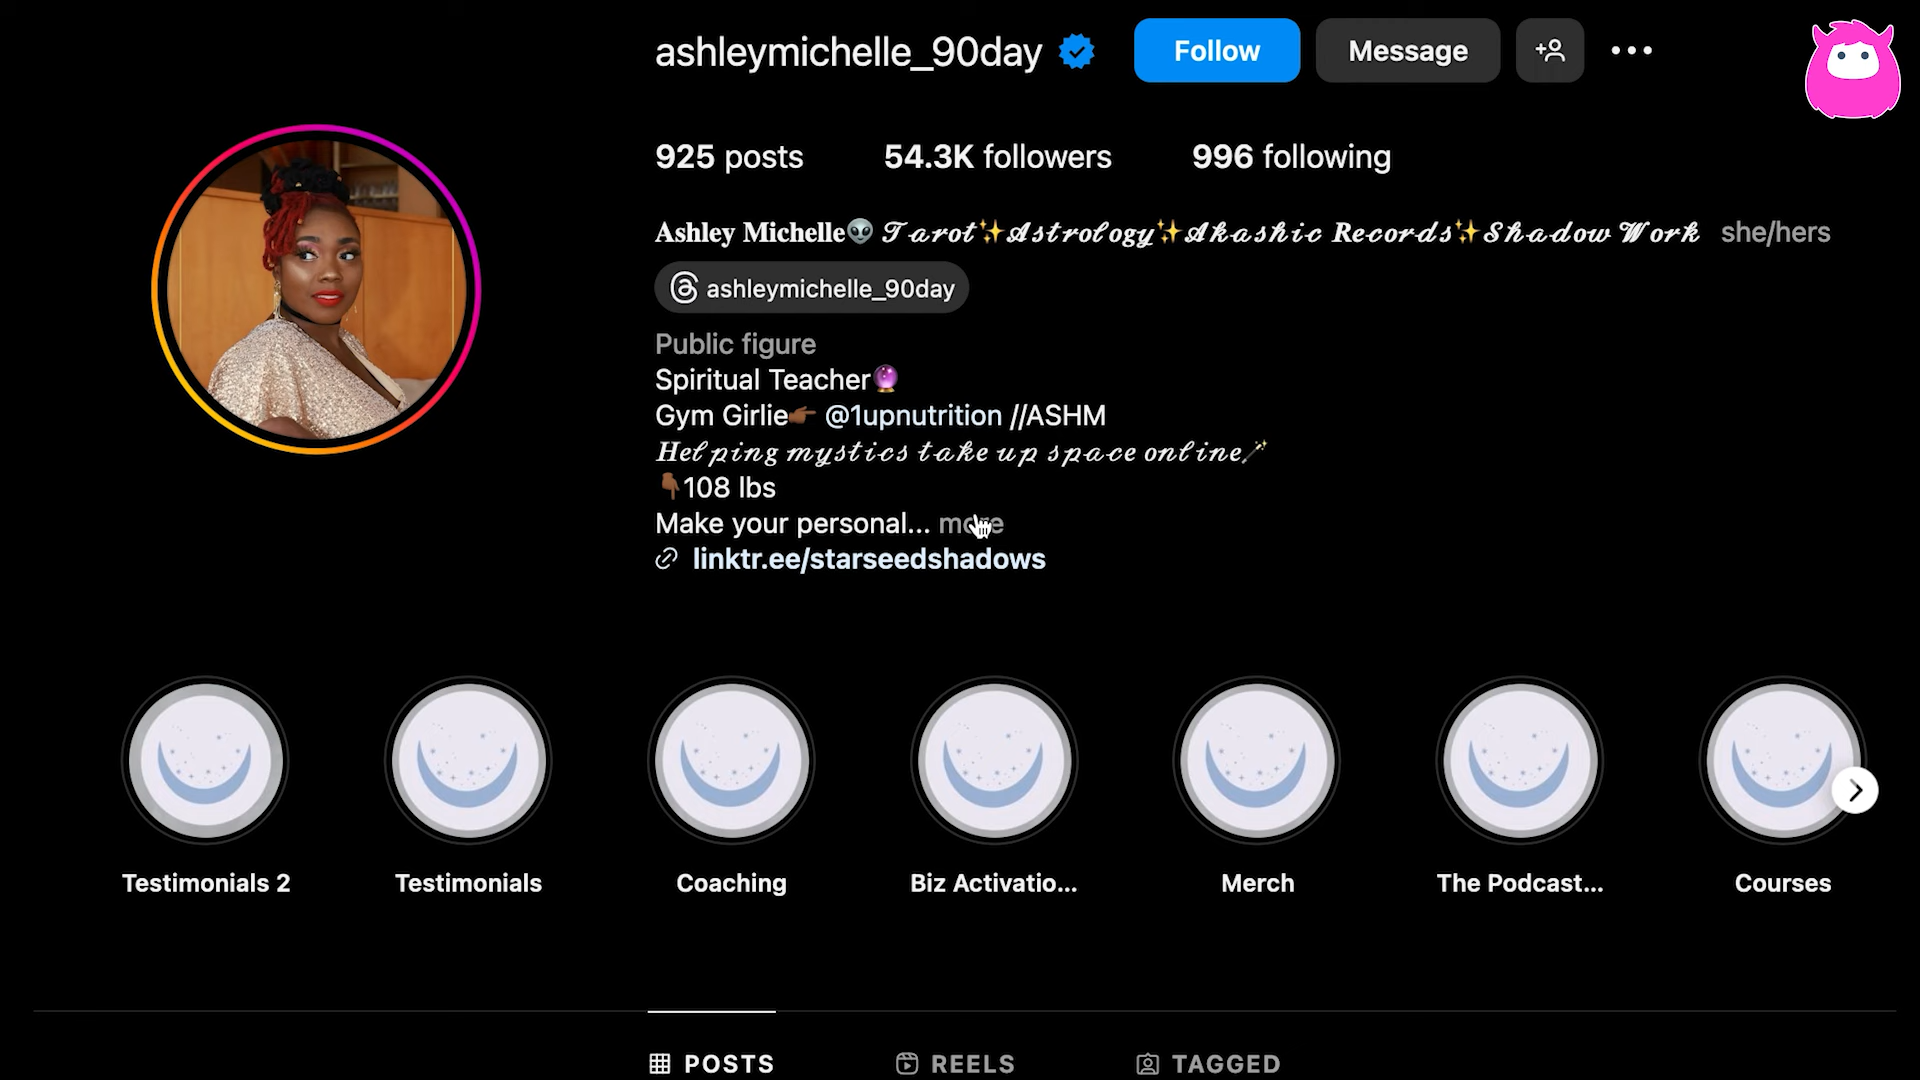 ashleymichelle_90day
Follow
Message
925 posts
54.3K followers
996 following
Ashley Michelle👽 𝓣𝓪𝓻𝓸𝓽✨𝓐𝓼𝓽𝓻𝓸𝓵𝓸𝓰𝔂✨𝓐𝓴𝓪𝓼𝓱𝓲𝓬 𝓡𝓮𝓬𝓸𝓻𝓭𝓼✨𝓢𝓱𝓪𝓭𝓸𝔀 𝓦𝓸𝓻𝓴 she/hers
ashleymichelle_90day
Public figure
Spiritual Teacher🔮
Gym Girlie👉🏾 @1upnutrition //ASHM
𝓗𝓮𝓵𝓹𝓲𝓷𝓰 𝓶𝔂𝓼𝓽𝓲𝓬𝓼 𝓽𝓪𝓴𝓮 𝓾𝓹 𝓼𝓹𝓪𝓬𝓮 𝓸𝓷𝓵𝓲𝓷𝓮🪄
👇🏾108 lbs
Make your personal... more
linktr.ee/starseedshadows
Testimonials 2
Testimonials
Coaching
Biz Activatio...
Merch
The Podcast...
Courses
POSTS
REELS
TAGGED